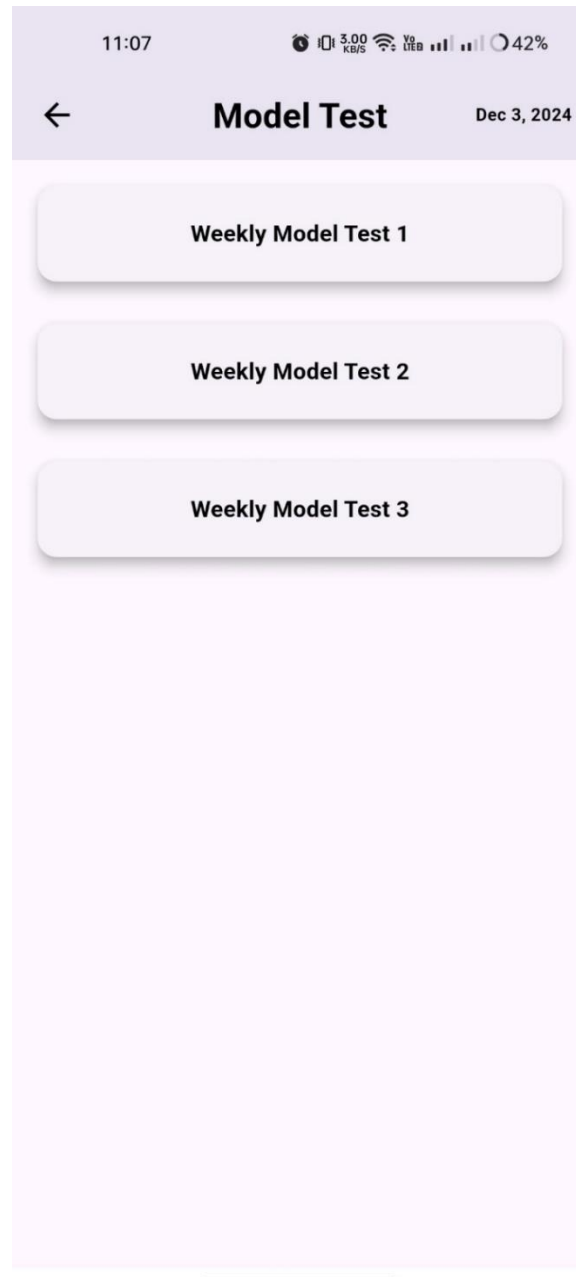 11:07 3.00 KB/S Vo LTE 42%
Model Test Dec 3, 2024
Weekly Model Test 1
Weekly Model Test 2
Weekly Model Test 3